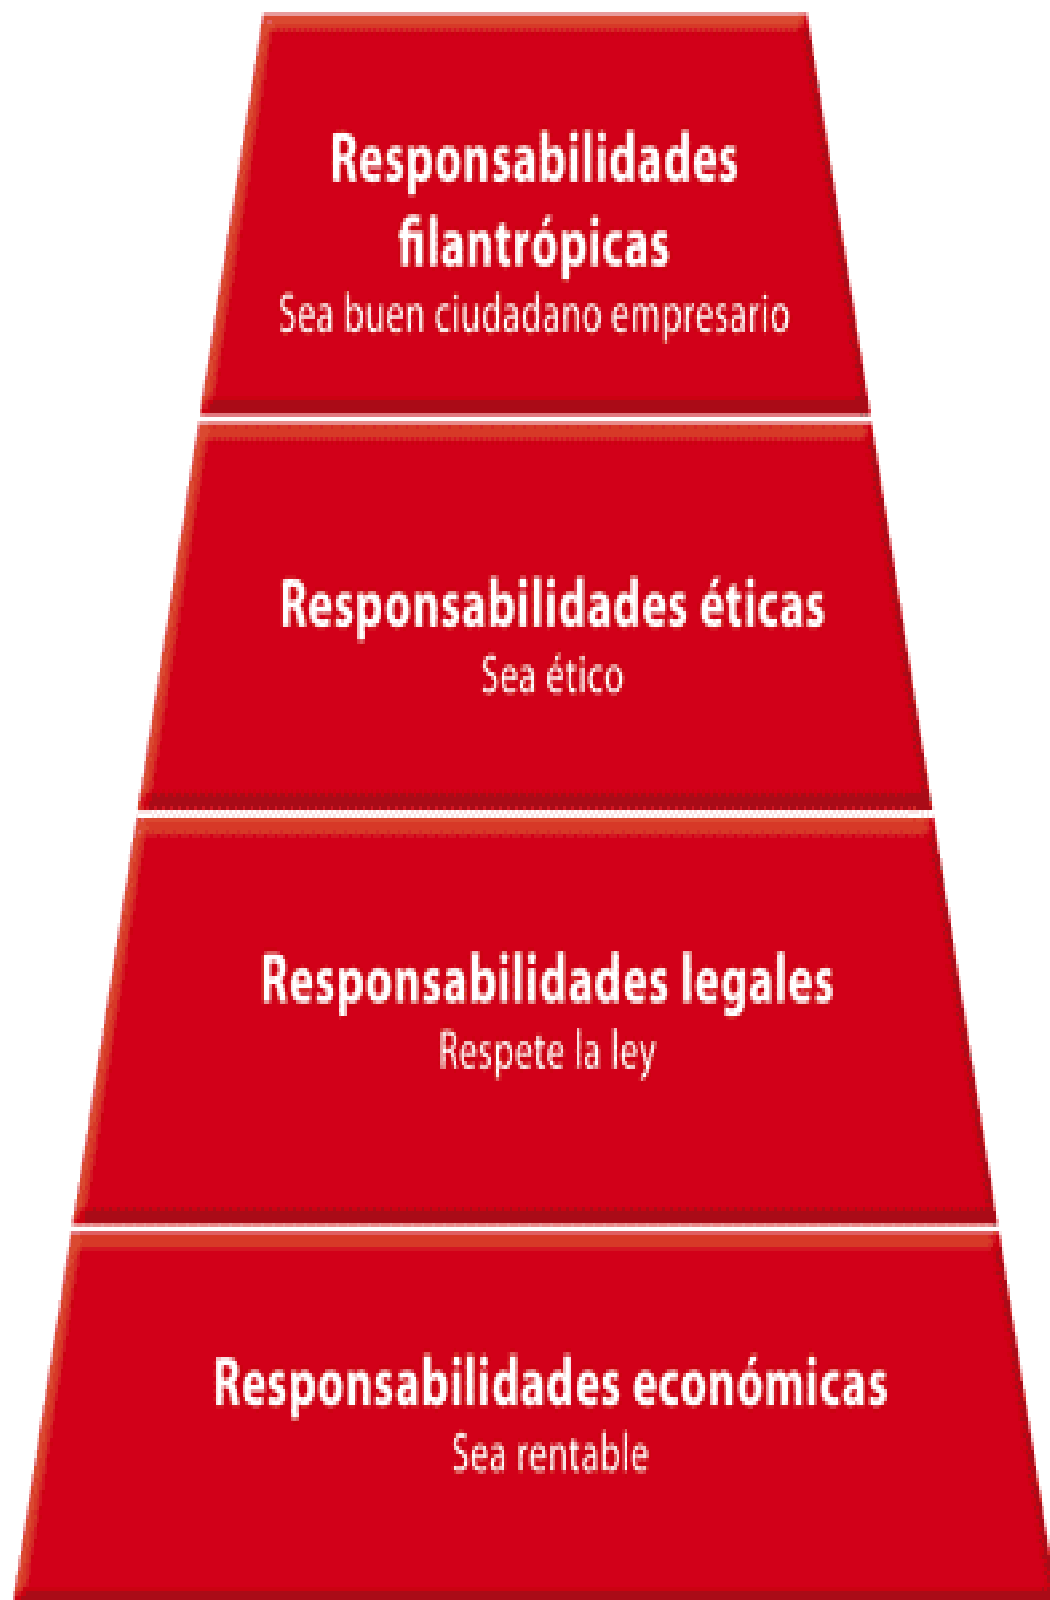 Responsabilidades
filantrópicas
Sea buen ciudadano empresario
Responsabilidades éticas
Sea ético
Responsabilidades legales
Respete la ley
Responsabilidades económicas
Sea rentable